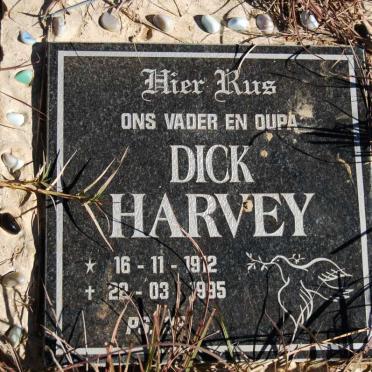 Hier Rus
ONS VADER EN OUPA
DICK
HARVEY
★ 16 - 11 - 1912
✝ 22 - 03 - 1995